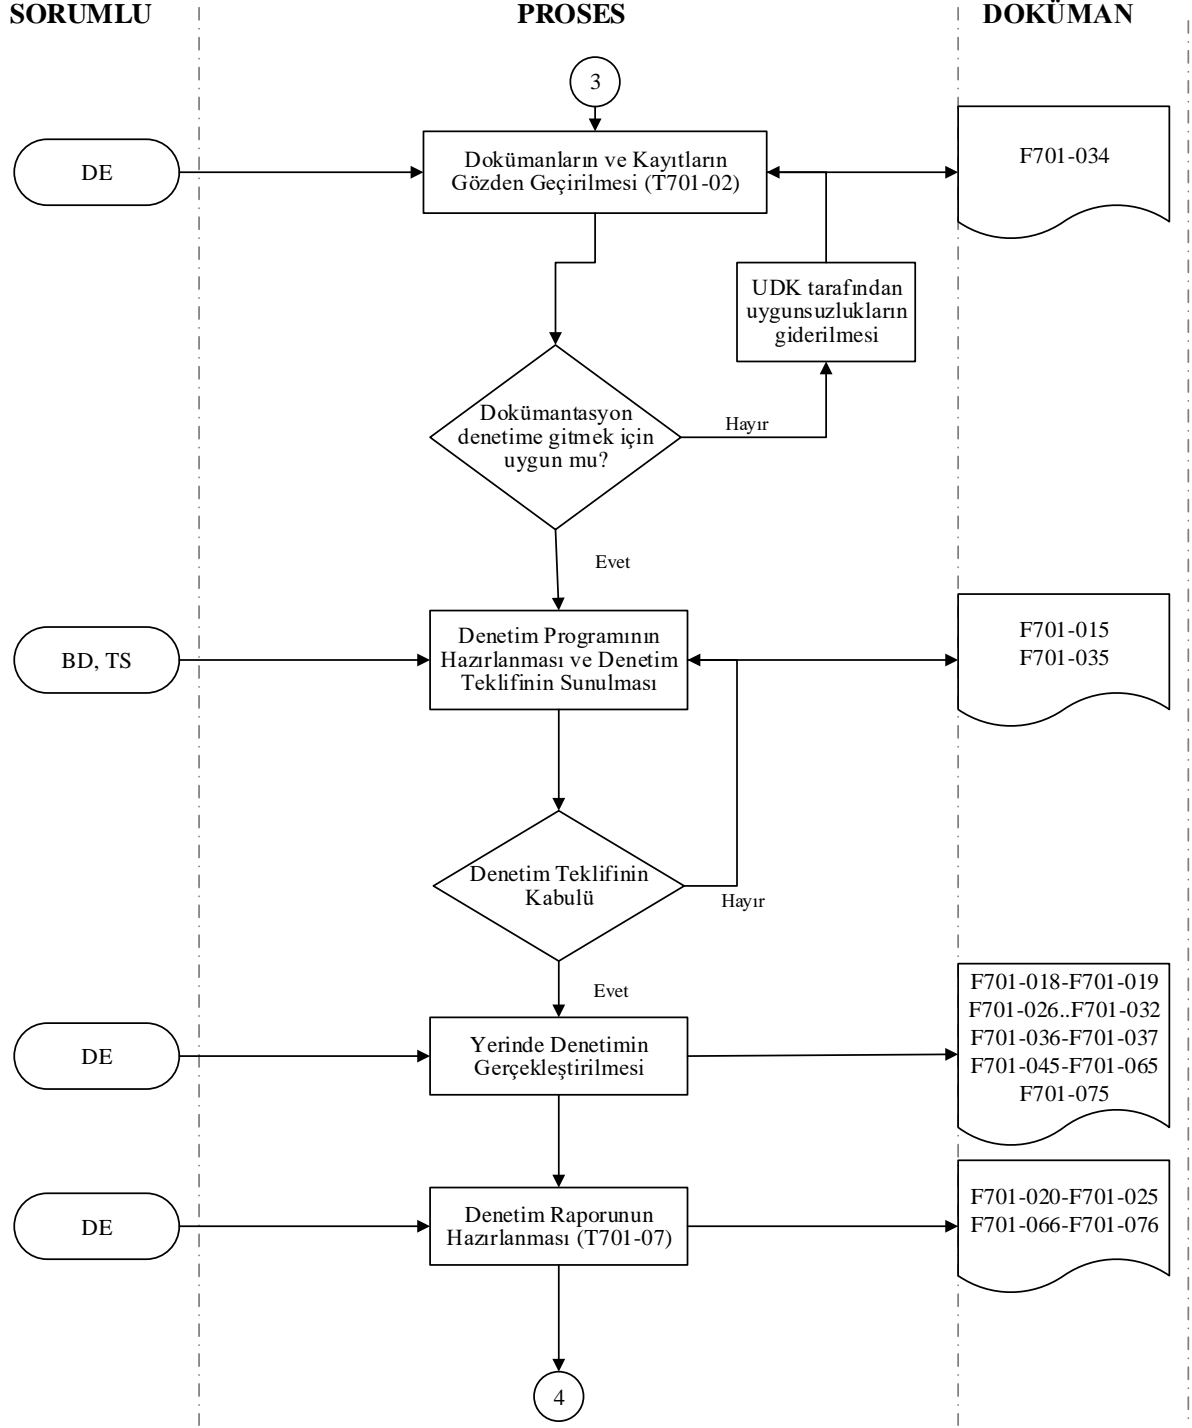 SORUMLU
PROSES
DOKÜMAN
3
DE
Dokümanların ve Kayıtların
Gözden Geçirilmesi (T701-02)
F701-034
UDK tarafından
uygunsuzlukların
giderilmesi
Dokümantasyon
denetime gitmek için
uygun mu?
Hayır
Evet
BD, TS
Denetim Programının
Hazırlanması ve Denetim
Teklifinin Sunulması
F701-015
F701-035
Denetim Teklifinin
Kabulü
Hayır
Evet
DE
Yerinde Denetimin
Gerçekleştirilmesi
F701-018-F701-019
F701-026..F701-032
F701-036-F701-037
F701-045-F701-065
F701-075
DE
Denetim Raporunun
Hazırlanması (T701-07)
F701-020-F701-025
F701-066-F701-076
4